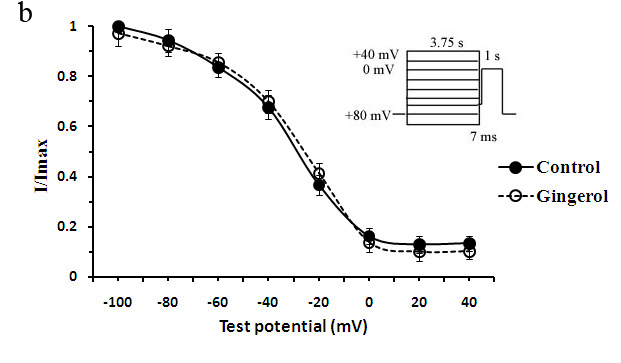 b
1
0.8
0.6
0.4
0.2
0
I/Imax
-100 -80 -60 -40 -20 0 20 40
Test potential (mV)
3.75 s
+40 mV
1 s
0 mV
+80 mV
7 ms
Control
Gingerol